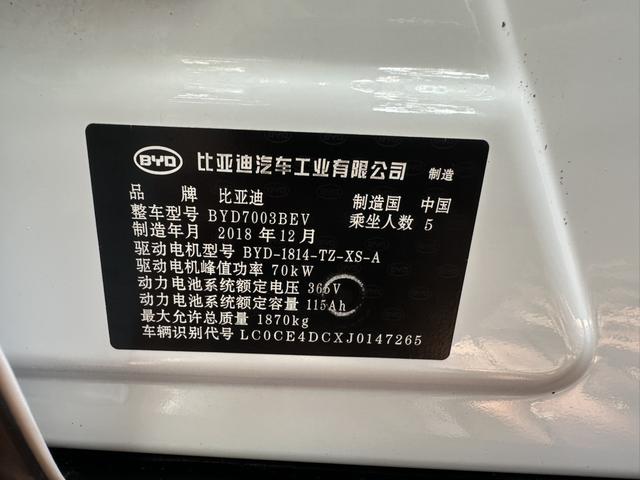 BYD 比亚迪汽车工业有限公司 制造
品牌 比亚迪 制造国 中国
整车型号 BYD7003BEV 乘坐人数 5
制造年月 2018 年 12 月
驱动电机型号 BYD-1814-TZ-XS-A
驱动电机峰值功率 70kW
动力电池系统额定电压 366V
动力电池系统额定容量 115Ah
最大允许总质量 1870kg
车辆识别代号 LC0CE4DCXJ0147265